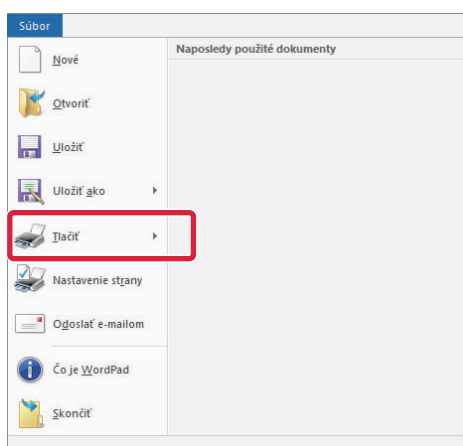 Súbor
Naposledy použité dokumenty
Nové
Otvoriť
Uložiť
Uložiť ako
Tlačiť
Nastavenie strany
Odoslať e-mailom
Čo je WordPad
Skončiť